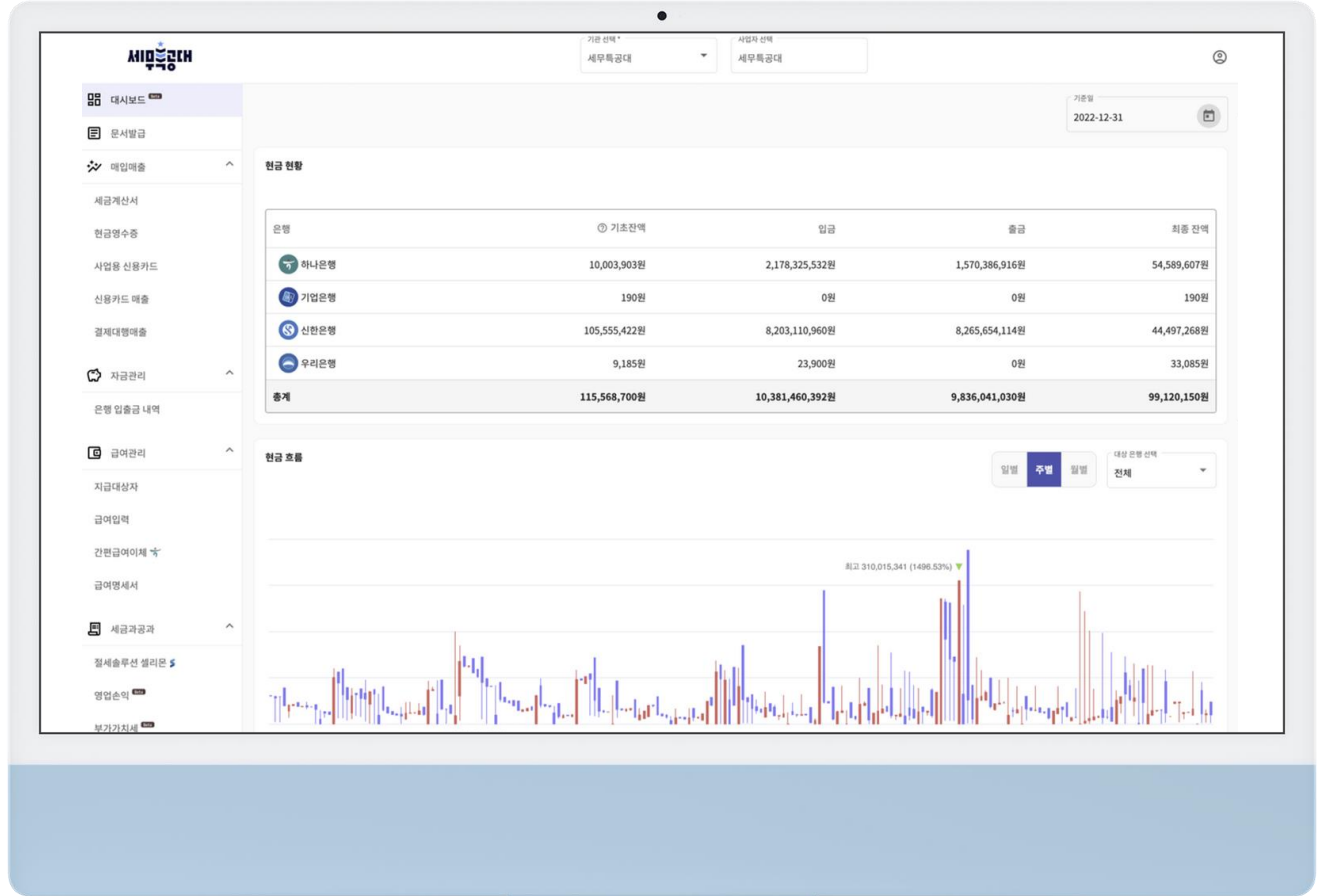 세무특공대
기관 선택 *
세무특공대
사업자 선택
세무특공대
대시보드 Beta
문서발급
매입매출
세금계산서
현금영수증
사업용 신용카드
신용카드 매출
결제대행매출
자금관리
은행 입출금 내역
급여관리
지급대상자
급여입력
간편급여이체
급여명세서
세금과공과
절세솔루션 셀리몬
영업손익 Beta
부가가치세 Beta
기준일
2022-12-31
현금 현황
은행 기초잔액 입금 출금 최종 잔액
하나은행 10,003,903원 2,178,325,532원 1,570,386,916원 54,589,607원
기업은행 190원 0원 0원 190원
신한은행 105,555,422원 8,203,110,960원 8,265,654,114원 44,497,268원
우리은행 9,185원 23,900원 0원 33,085원
총계 115,568,700원 10,381,460,392원 9,836,041,030원 99,120,150원
현금 흐름
일별 주별 월별
대상 은행 선택
전체
최고 310,015,341 (1496.53%)